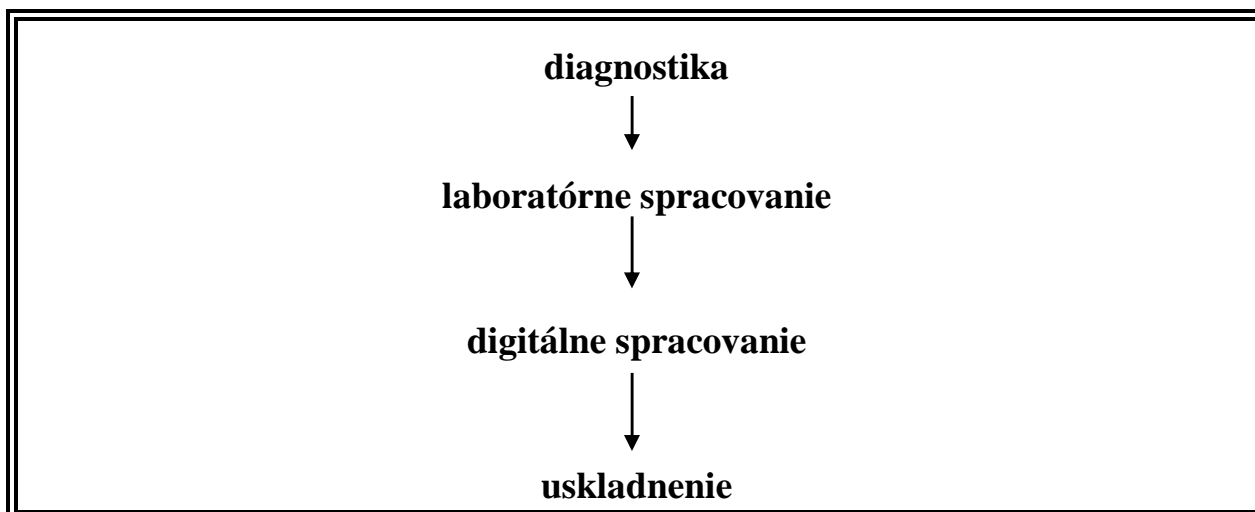 diagnostika
laboratórne spracovanie
digitálne spracovanie
uskladnenie